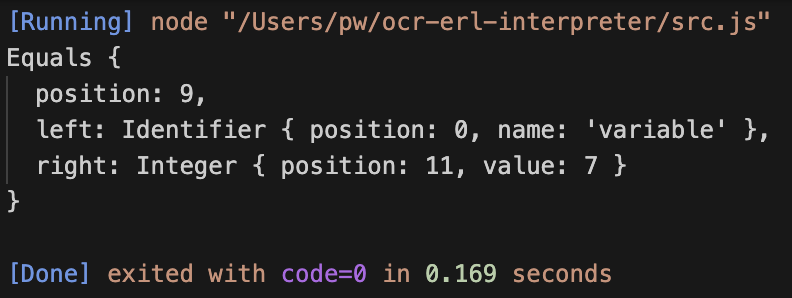 [Running] node "/Users/pw/ocr-erl-interpreter/src.js"
Equals {
  position: 9,
  left: Identifier { position: 0, name: 'variable' },
  right: Integer { position: 11, value: 7 }
}

[Done] exited with code=0 in 0.169 seconds